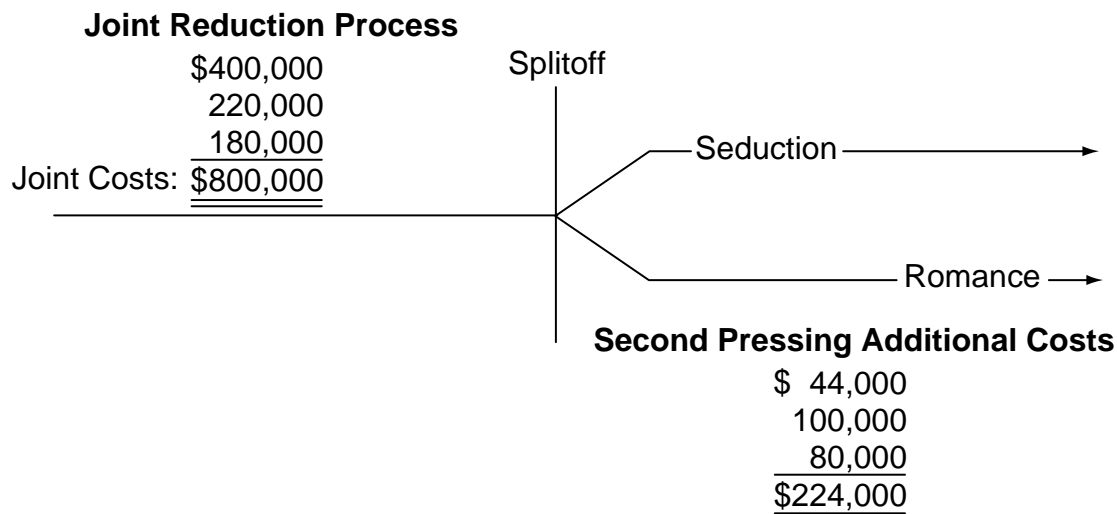 Joint Reduction Process
$400,000
220,000
180,000
Joint Costs: $800,000
Splitoff
Seduction
Romance
Second Pressing Additional Costs
$ 44,000
100,000
80,000
$224,000